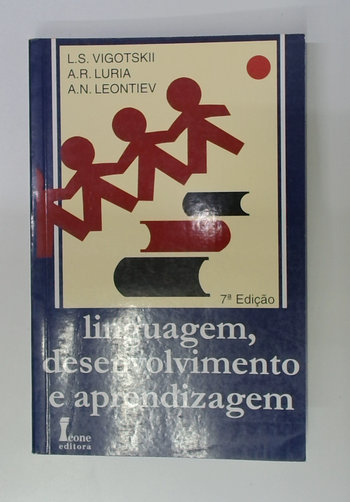 L.S. VIGOTSKII
A.R. LURIA
A.N. LEONTIEV
7ª Edição
linguagem,
desenvolvimento
e aprendizagem
Ícone
editora